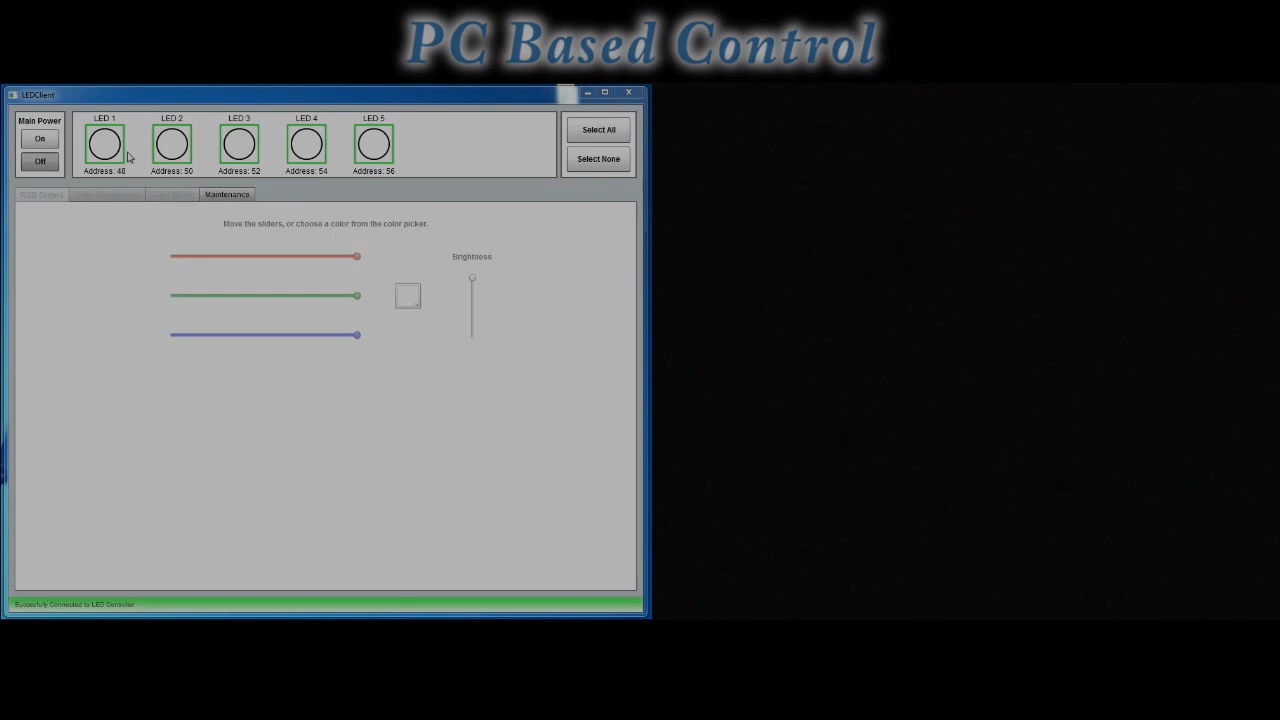 PC Based Control
LEDClient
Main Power
On
Off
LED 1
LED 2
LED 3
LED 4
LED 5
Address: 48
Address: 50
Address: 52
Address: 54
Address: 56
Select All
Select None
RGB Sliders
Maintenance
Move the sliders, or choose a color from the color picker.
Brightness
Successfully Connected to LED Controller